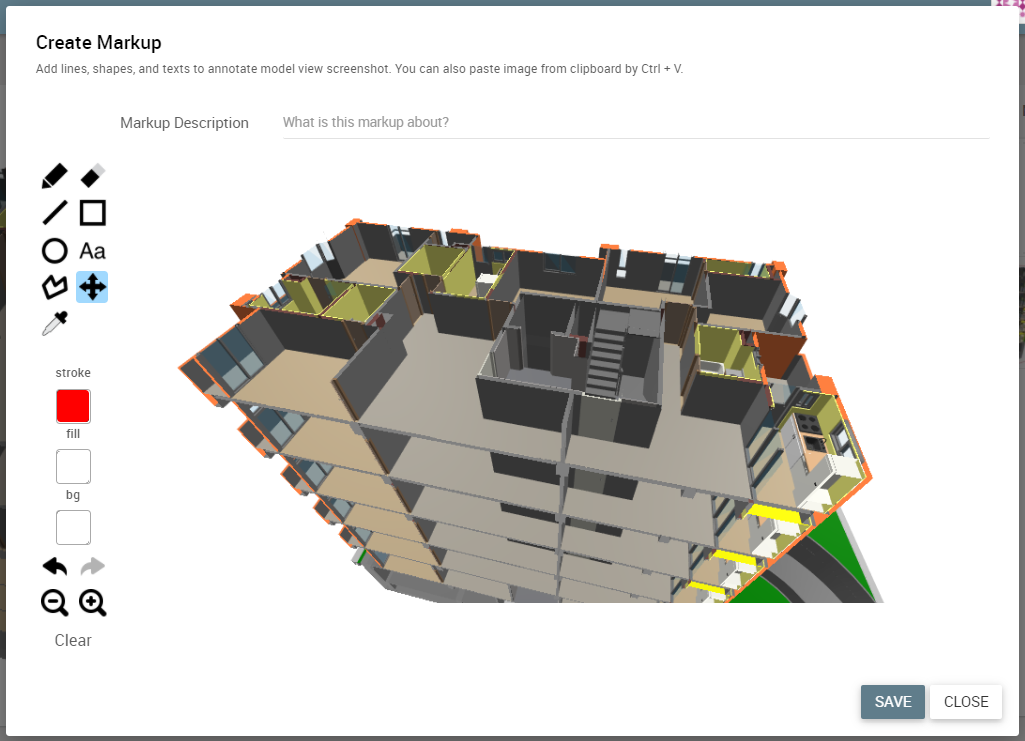 Create Markup
Add lines, shapes, and texts to annotate model view screenshot. You can also paste image from clipboard by Ctrl + V.
Markup Description
What is this markup about?
Aa
stroke
fill
bg
Clear
SAVE
CLOSE